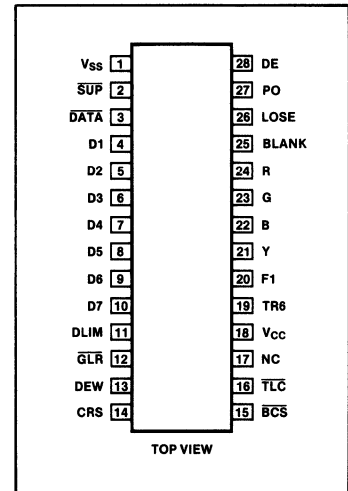 VSS 1 28 DE
SUP 2 27 PO
DATA 3 26 LOSE
D1 4 25 BLANK
D2 5 24 R
D3 6 23 G
D4 7 22 B
D5 8 21 Y
D6 9 20 F1
D7 10 19 TR6
DLIM 11 18 VCC
GLR 12 17 NC
DEW 13 16 TLC
CRS 14 15 BCS
TOP VIEW